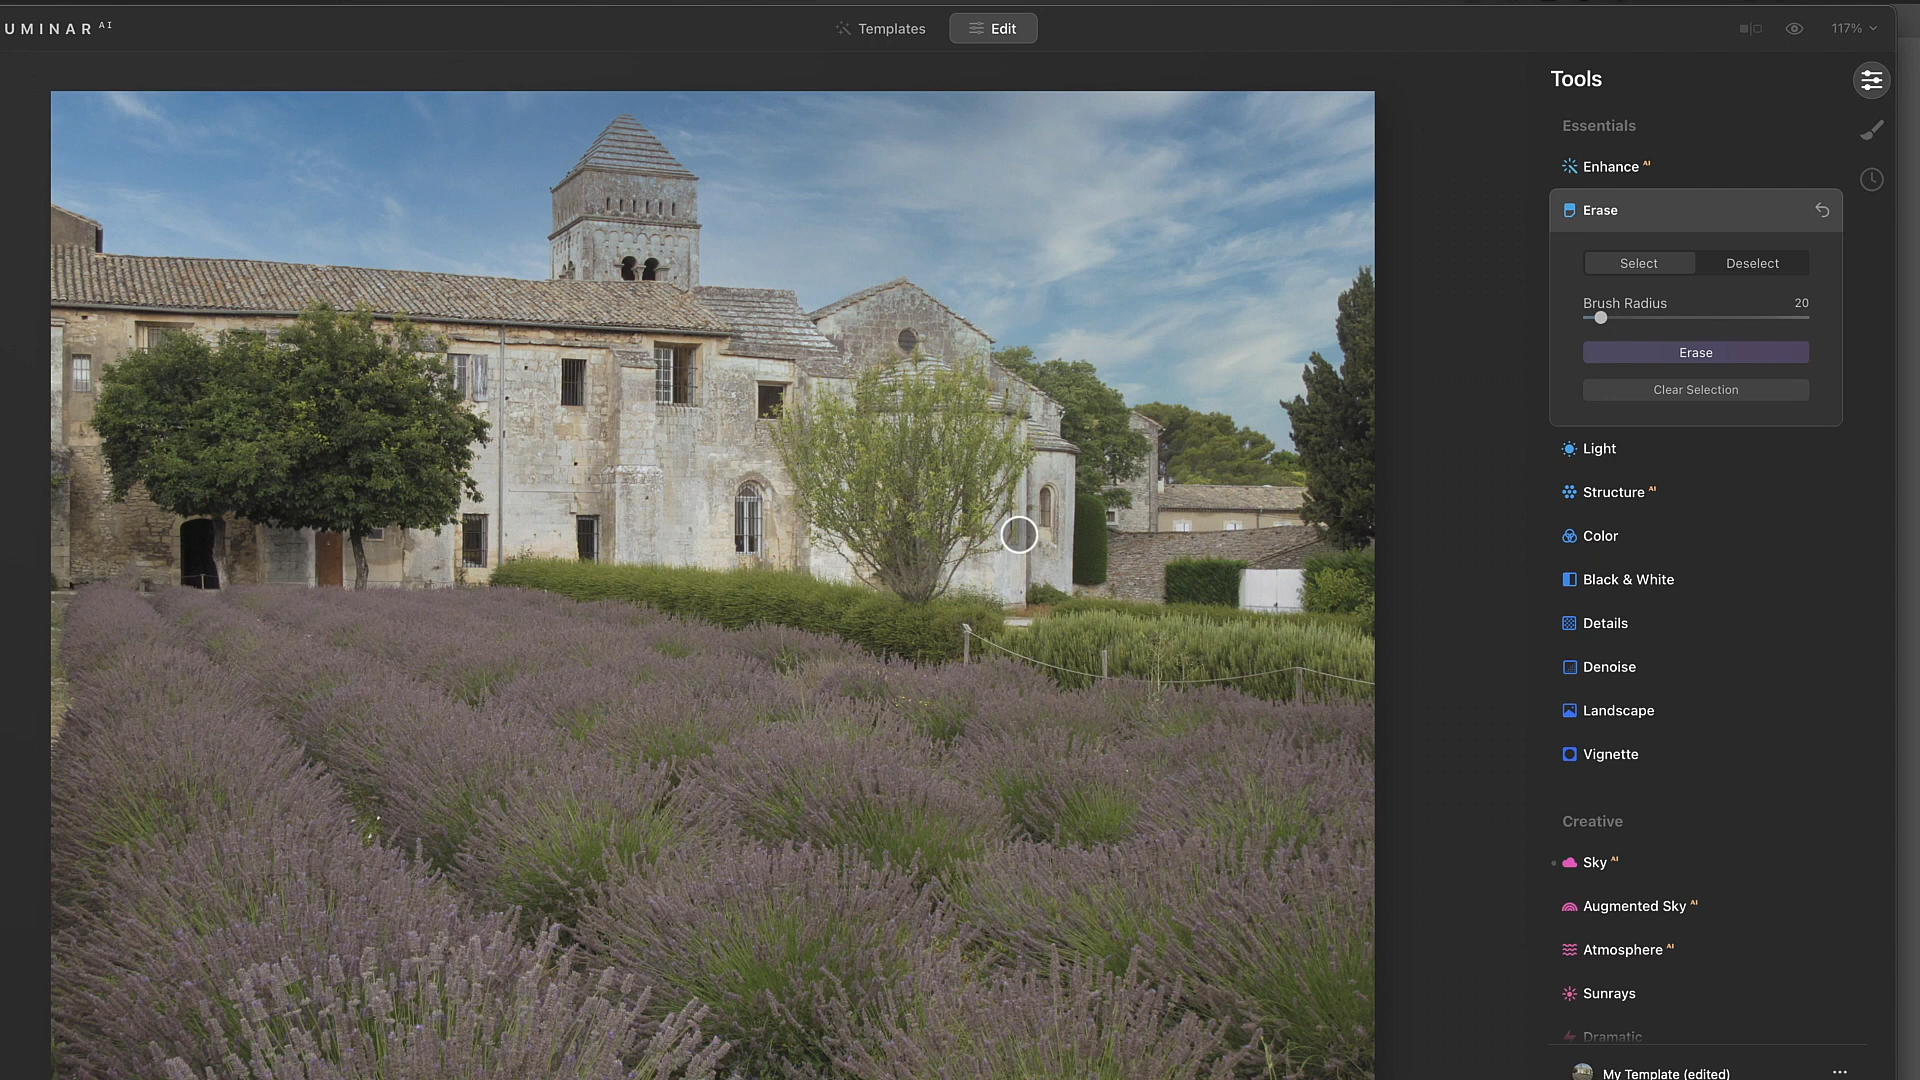 UMINAR AI
Templates
Edit
117%
Tools
Essentials
Enhance AI
Erase
Select
Deselect
Brush Radius
20
Erase
Clear Selection
Light
Structure AI
Color
Black & White
Details
Denoise
Landscape
Vignette
Creative
Sky AI
Augmented Sky AI
Atmosphere AI
Sunrays
Dramatic
My Template (edited)